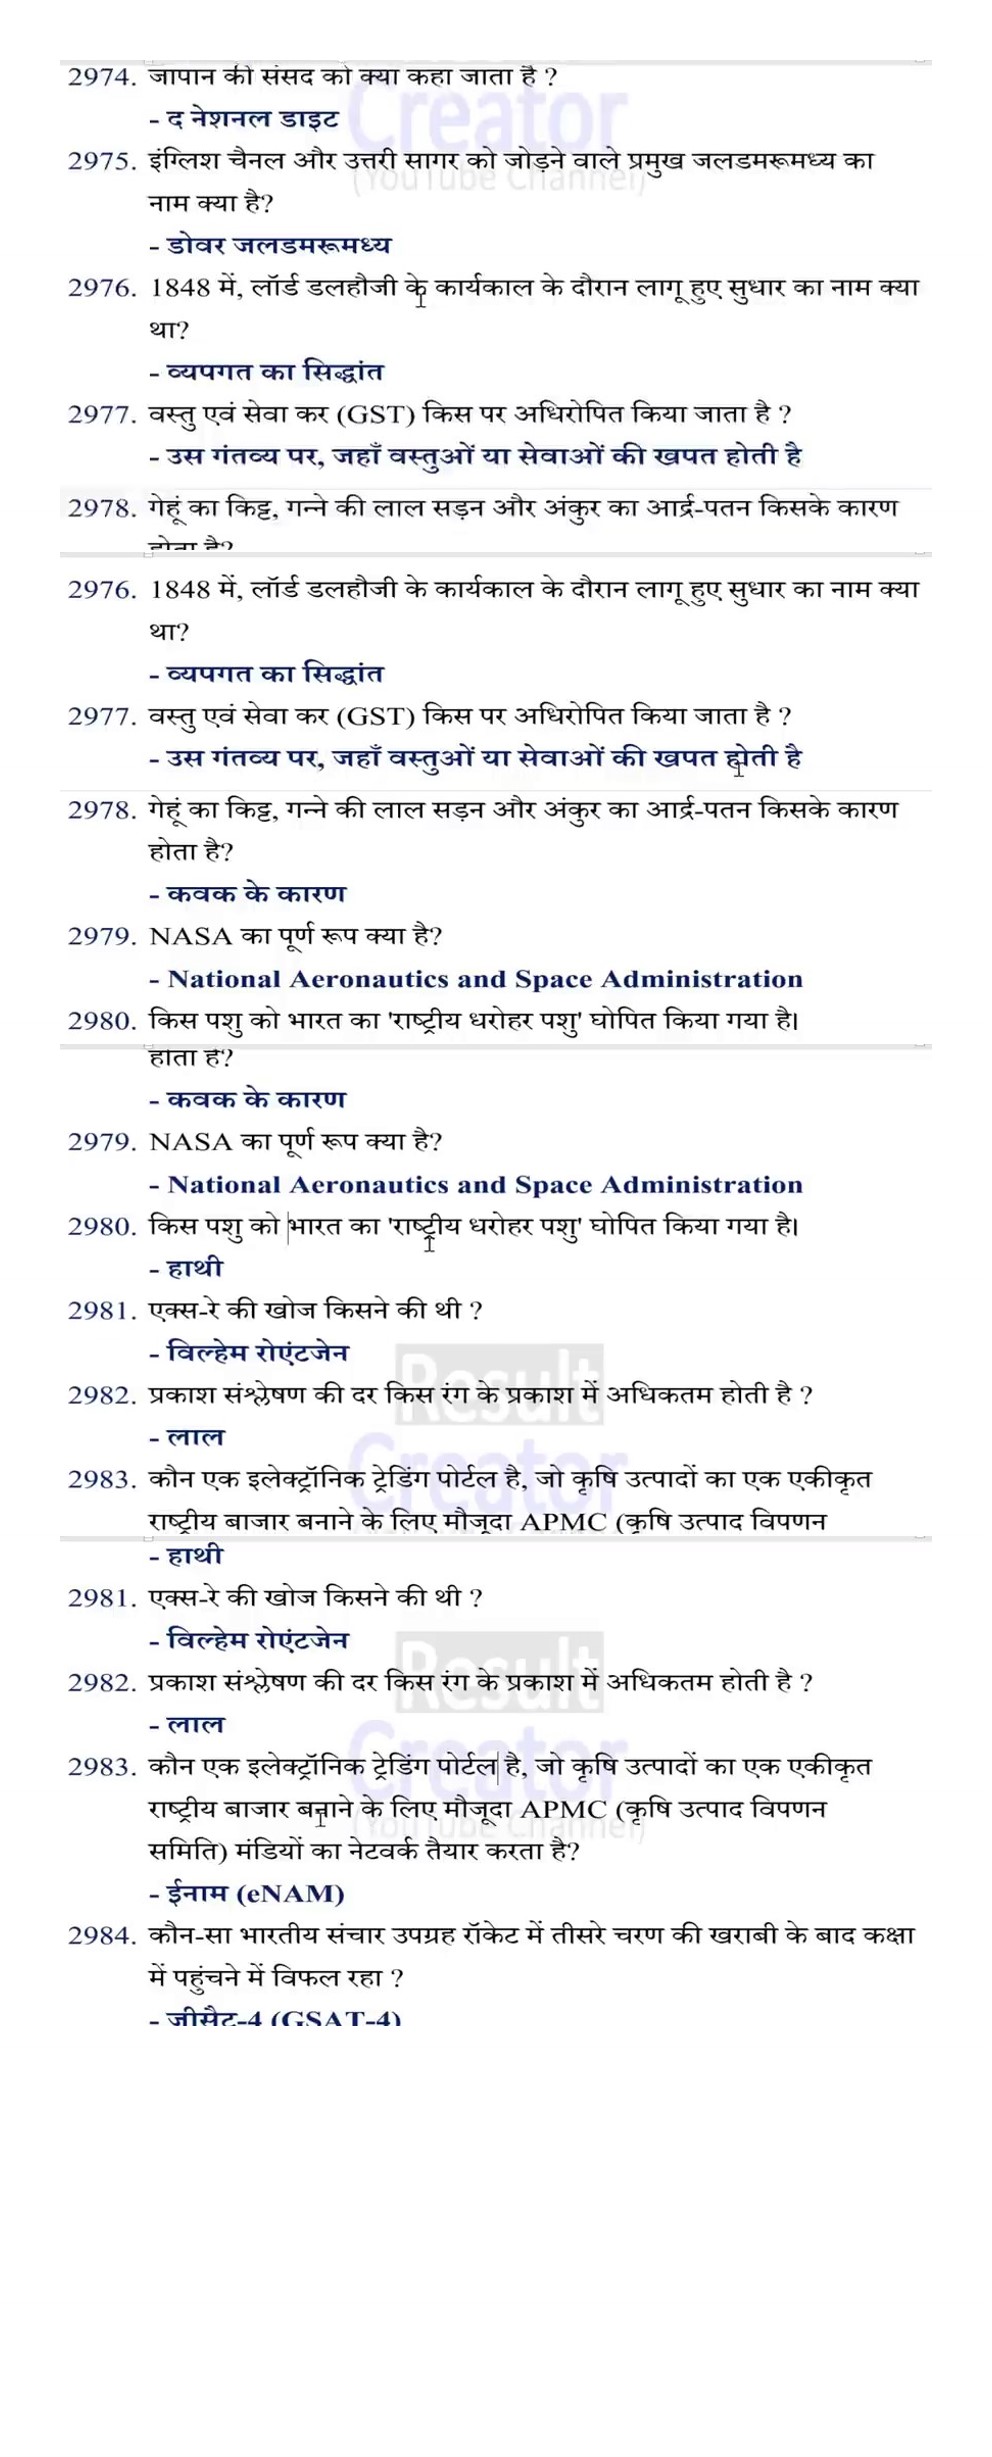 2974. जापान की संसद को क्या कहा जाता है ?
Creator
- द नेशनल डाइट
2975. इंग्लिश चैनल और उत्तरी सागर को जोड़ने वाले प्रमुख जलडमरूमध्य का
(YouTube Channel)
नाम क्या है?
- डोवर जलडमरूमध्य
2976. 1848 में, लॉर्ड डलहौजी के कार्यकाल के दौरान लागू हुए सुधार का नाम क्या
था?
- व्यपगत का सिद्धांत
2977. वस्तु एवं सेवा कर (GST) किस पर अधिरोपित किया जाता है ?
- उस गंतव्य पर, जहाँ वस्तुओं या सेवाओं की खपत होती है
2978. गेहूं का किट्ट, गन्ने की लाल सड़न और अंकुर का आर्द्र-पतन किसके कारण
होता है?
2976. 1848 में, लॉर्ड डलहौजी के कार्यकाल के दौरान लागू हुए सुधार का नाम क्या
था?
- व्यपगत का सिद्धांत
2977. वस्तु एवं सेवा कर (GST) किस पर अधिरोपित किया जाता है ?
- उस गंतव्य पर, जहाँ वस्तुओं या सेवाओं की खपत होती है
2978. गेहूं का किट्ट, गन्ने की लाल सड़न और अंकुर का आर्द्र-पतन किसके कारण
होता है?
- कवक के कारण
2979. NASA का पूर्ण रूप क्या है?
- National Aeronautics and Space Administration
2980. किस पशु को भारत का 'राष्ट्रीय धरोहर पशु' घोषित किया गया है।
होता है?
- कवक के कारण
2979. NASA का पूर्ण रूप क्या है?
- National Aeronautics and Space Administration
2980. किस पशु को भारत का 'राष्ट्रीय धरोहर पशु' घोषित किया गया है।
- हाथी
2981. एक्स-रे की खोज किसने की थी ?
- विल्हेम रोएंटजेन
Result
2982. प्रकाश संश्लेषण की दर किस रंग के प्रकाश में अधिकतम होती है ?
- लाल
Creator
2983. कौन एक इलेक्ट्रॉनिक ट्रेडिंग पोर्टल है, जो कृषि उत्पादों का एक एकीकृत
राष्ट्रीय बाजार बनाने के लिए मौजूदा APMC (कृषि उत्पाद विपणन
- हाथी
2981. एक्स-रे की खोज किसने की थी ?
- विल्हेम रोएंटजेन
Result
2982. प्रकाश संश्लेषण की दर किस रंग के प्रकाश में अधिकतम होती है ?
- लाल
Creator
2983. कौन एक इलेक्ट्रॉनिक ट्रेडिंग पोर्टल है, जो कृषि उत्पादों का एक एकीकृत
राष्ट्रीय बाजार बनाने के लिए मौजूदा APMC (कृषि उत्पाद विपणन
(YouTube Channel)
समिति) मंडियों का नेटवर्क तैयार करता है?
- ईनाम (eNAM)
2984. कौन-सा भारतीय संचार उपग्रह रॉकेट में तीसरे चरण की खराबी के बाद कक्षा
में पहुंचने में विफल रहा ?
- जीसैट-4 (GSAT-4)